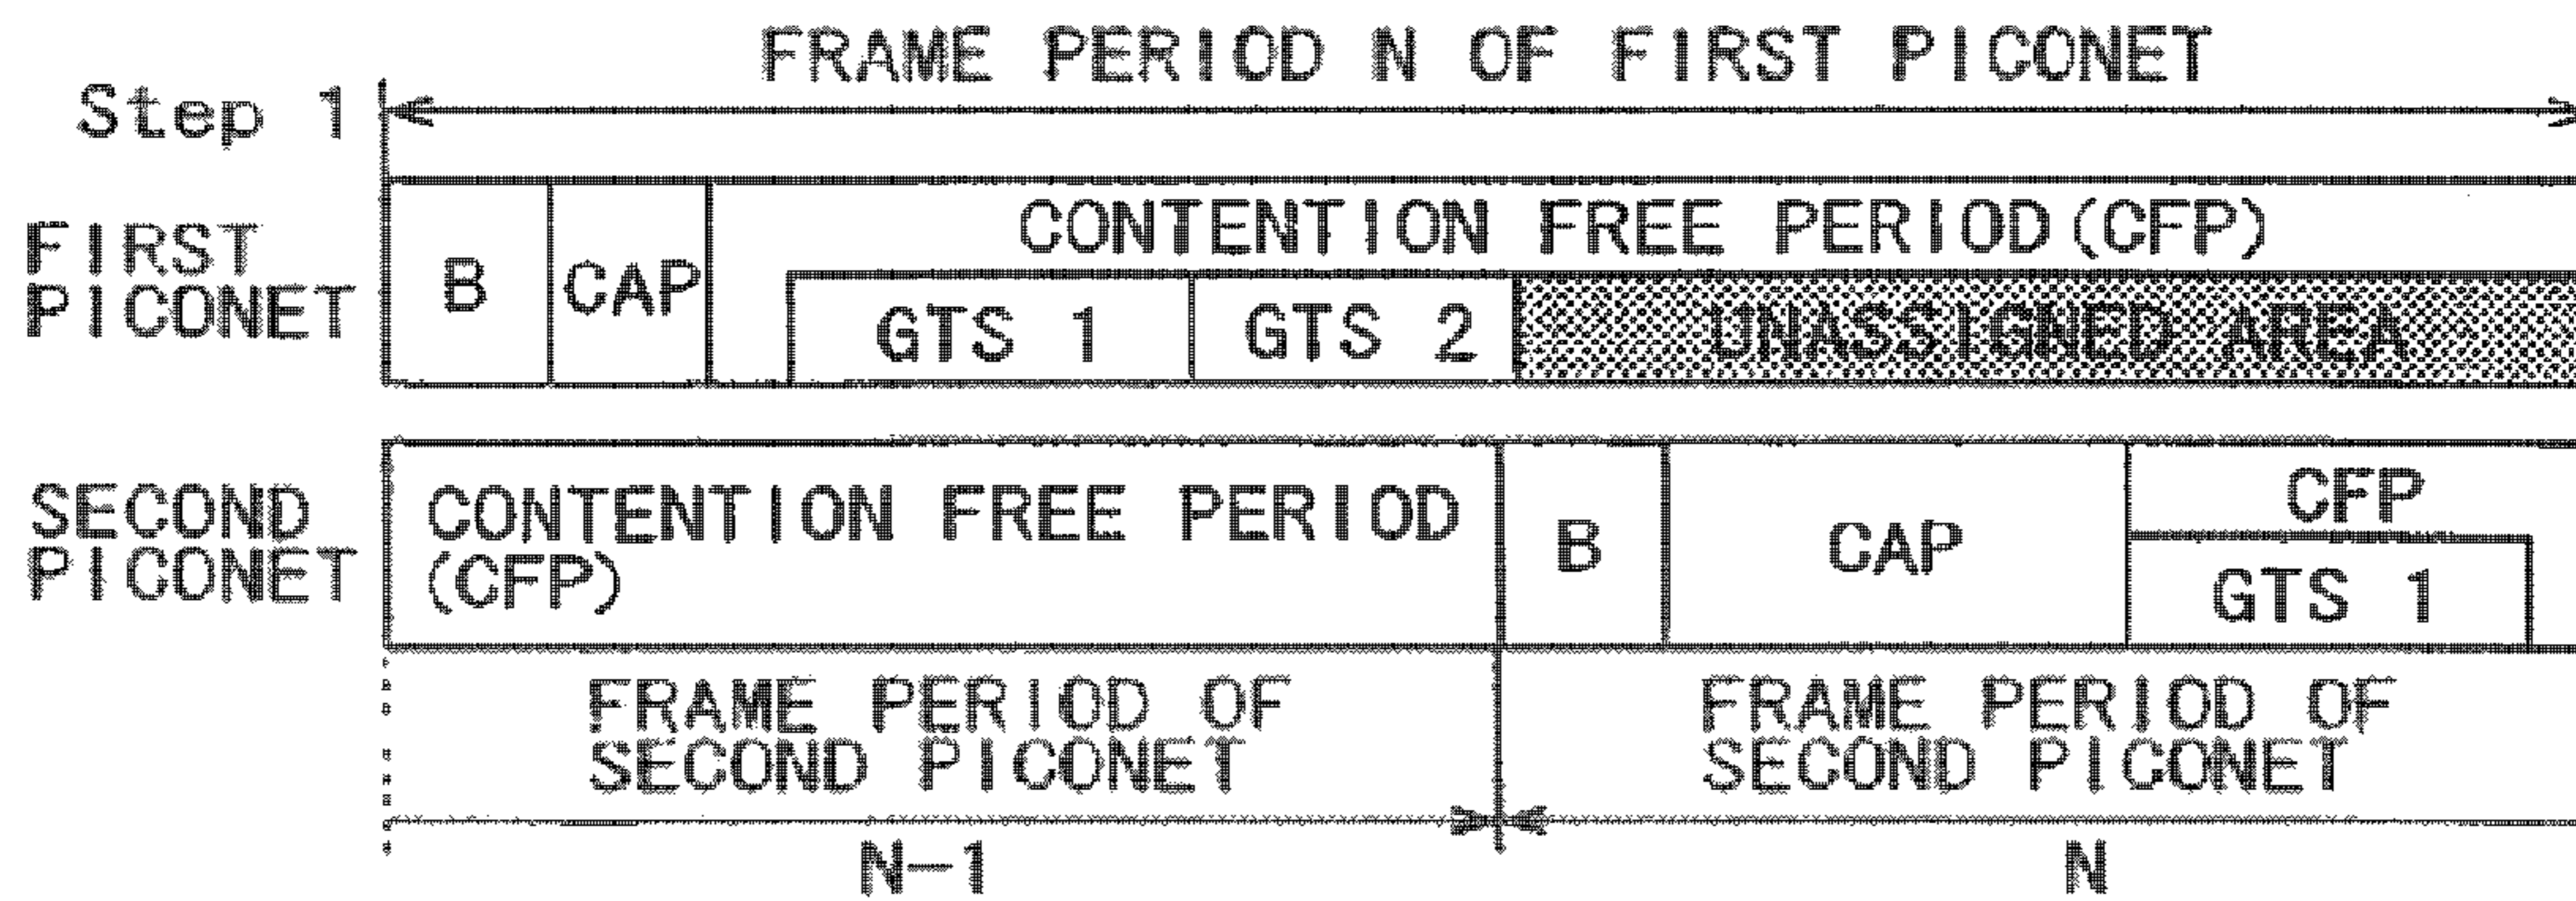 FRAME PERIOD N OF FIRST PICONET
Step 1
FIRST
PICONET
B
CAP
CONTENTION FREE PERIOD(CFP)
GTS 1
GTS 2
UNASSIGNED AREA
SECOND
PICONET
CONTENTION FREE PERIOD
(CFP)
B
CAP
CFP
GTS 1
FRAME PERIOD OF
SECOND PICONET
FRAME PERIOD OF
SECOND PICONET
N-1
N